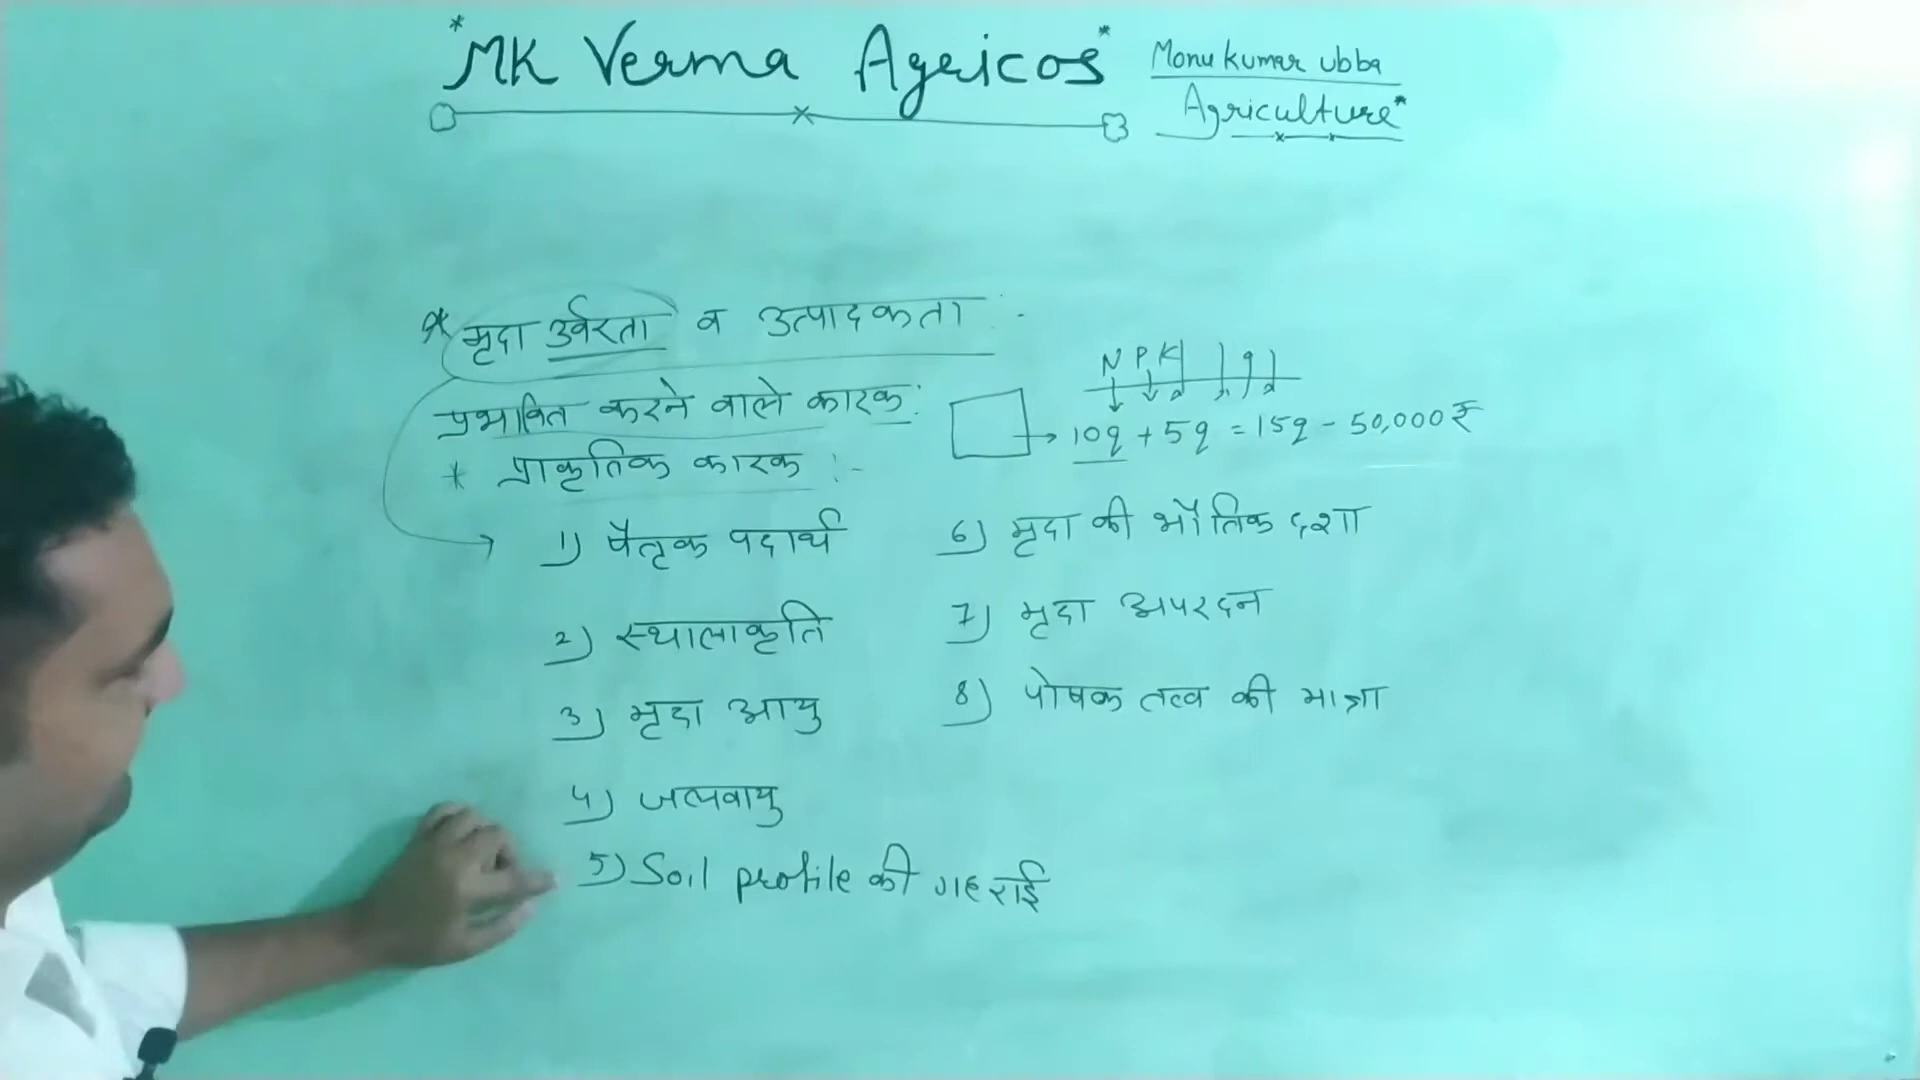 *MK Verma Agricos*
Monu kumar ubba
Agriculture*
* मृदा उर्वरता व उत्पादकता :-
प्रभावित करने वाले कारक :
* प्राकृतिक कारक :-
N P K
10q + 5q = 15q - 50,000 ₹
1) पैतृक पदार्थ
2) स्थालाकृति
3) मृदा आयु
4) जलवायु
5) Soil profile की गहराई
6) मृदा की भौतिक दशा
7) मृदा अपरदन
8) पोषक तत्व की मात्रा